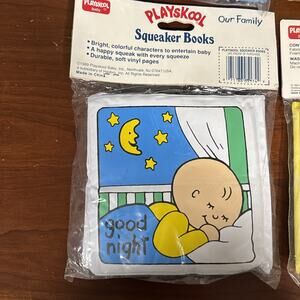 PLAYSKOOL
baby
PLAYSKOOL
Squeaker Books
Our Family
• Bright, colorful characters to entertain baby
• A happy squeak with every squeeze
• Durable, soft vinyl pages
Made in China
good
night
PLAYSKOOL